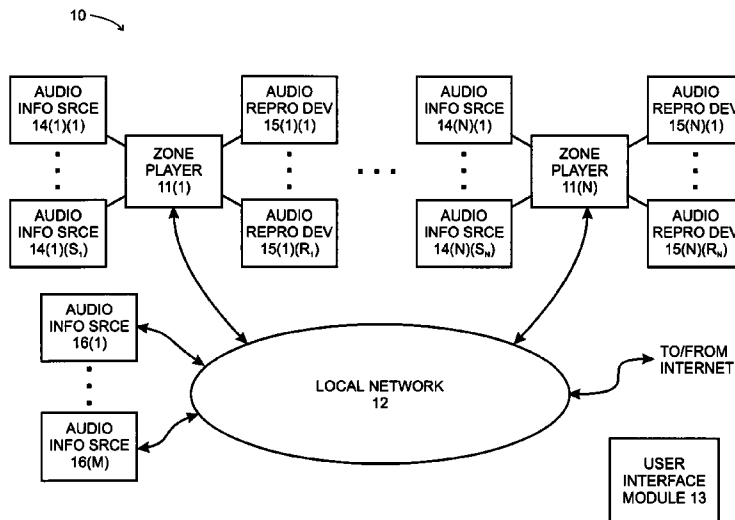 10
AUDIO
INFO SRCE
14(1)(1)
AUDIO
REPRO DEV
15(1)(1)
AUDIO
INFO SRCE
14(N)(1)
AUDIO
REPRO DEV
15(N)(1)
ZONE
PLAYER
11(1)
ZONE
PLAYER
11(N)
AUDIO
INFO SRCE
14(1)(S₁)
AUDIO
REPRO DEV
15(1)(R₁)
AUDIO
INFO SRCE
14(N)(S_N)
AUDIO
REPRO DEV
15(N)(R_N)
AUDIO
INFO SRCE
16(1)
AUDIO
INFO SRCE
16(M)
LOCAL NETWORK
12
TO/FROM
INTERNET
USER
INTERFACE
MODULE 13